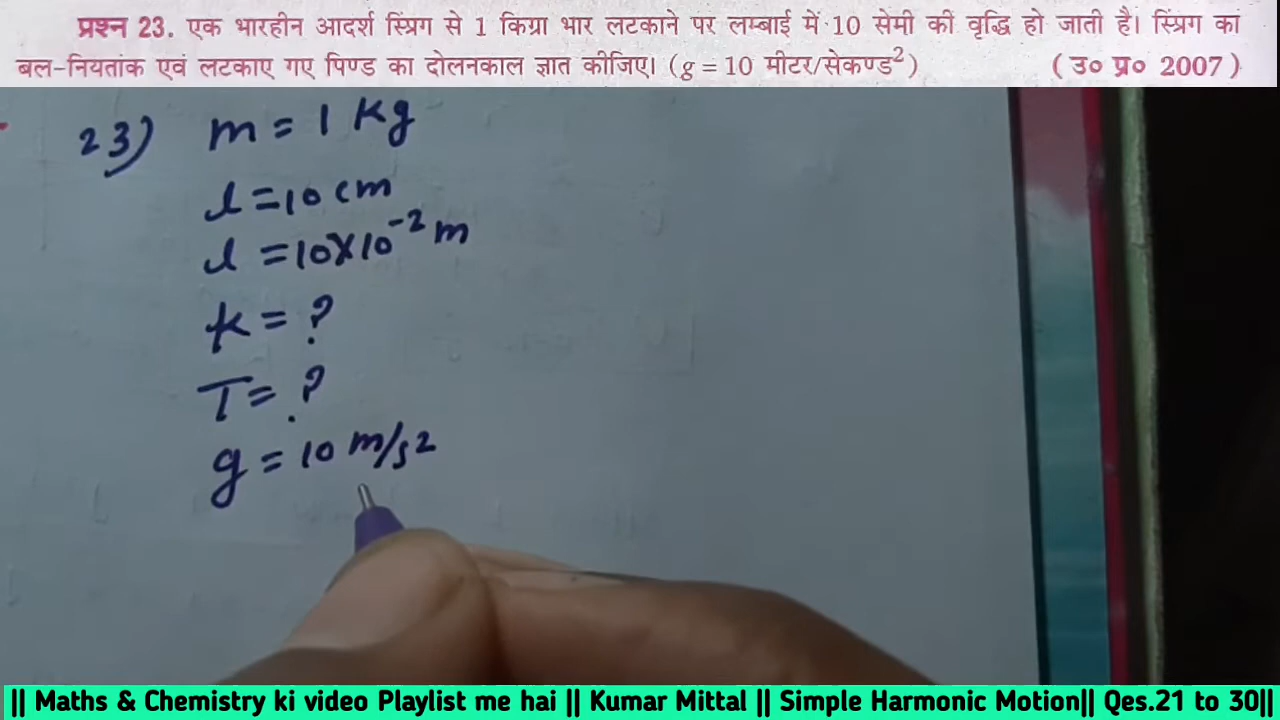 प्रश्न 23. एक भारहीन आदर्श स्प्रिंग से 1 किग्रा भार लटकाने पर लम्बाई में 10 सेमी की वृद्धि हो जाती है। स्प्रिंग का
बल-नियतांक एवं लटकाए गए पिण्ड का दोलनकाल ज्ञात कीजिए। (g = 10 मीटर/सेकण्ड²) ( उ० प्र० 2007 )
23) m = 1 kg
l = 10 cm
l = 10×10⁻² m
k = ?
T = ?
g = 10 m/s2
|| Maths & Chemistry ki video Playlist me hai || Kumar Mittal || Simple Harmonic Motion|| Qes.21 to 30||